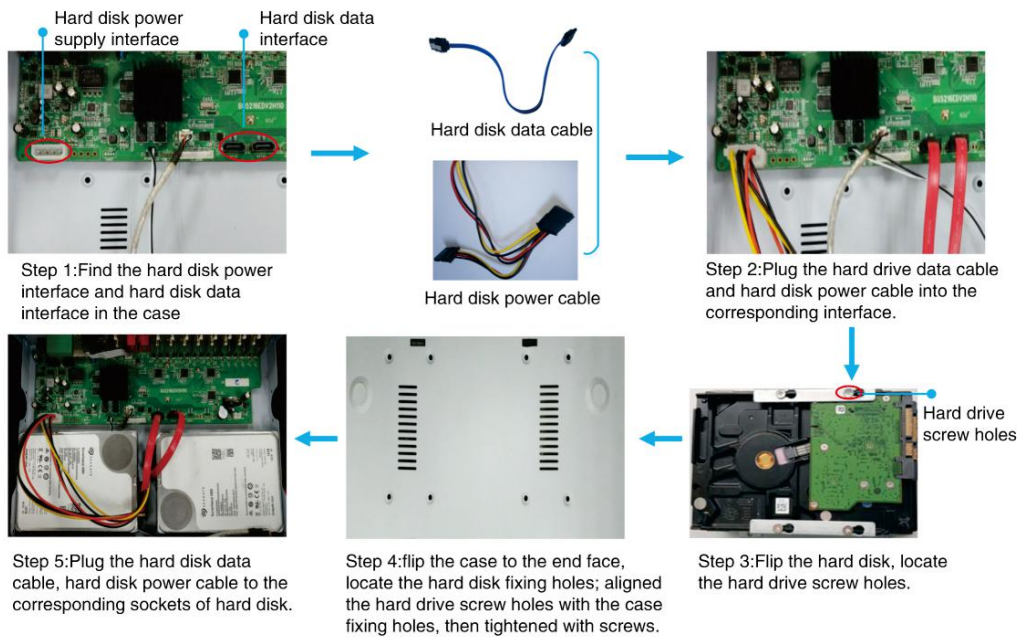 Hard disk power
supply interface
Hard disk data
interface
BGS216EDV2H110
Hard disk data cable
Hard disk power cable
Step 1:Find the hard disk power
interface and hard disk data
interface in the case
Step 2:Plug the hard drive data cable
and hard disk power cable into the
corresponding interface.
Hard drive
screw holes
Step 3:Flip the hard disk, locate
the hard drive screw holes.
Step 4:flip the case to the end face,
locate the hard disk fixing holes; aligned
the hard drive screw holes with the case
fixing holes, then tightened with screws.
Step 5:Plug the hard disk data
cable, hard disk power cable to the
corresponding sockets of hard disk.